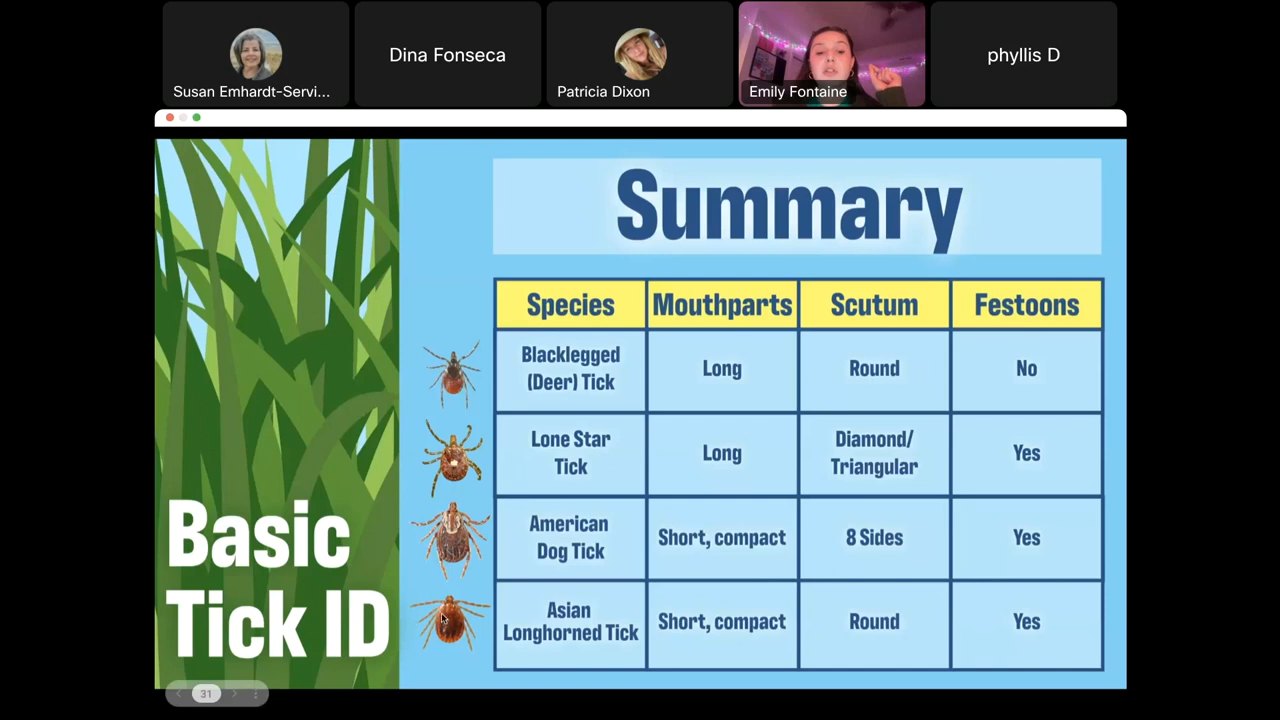 Susan Emhardt-Servi...
Dina Fonseca
Patricia Dixon
Emily Fontaine
phyllis D
Summary
Species Mouthparts Scutum Festoons
Blacklegged
(Deer) Tick
Long
Round
No
Lone Star
Tick
Long
Diamond/
Triangular
Yes
American
Dog Tick
Short, compact
8 Sides
Yes
Asian
Longhorned Tick
Short, compact
Round
Yes
Basic
Tick ID
31